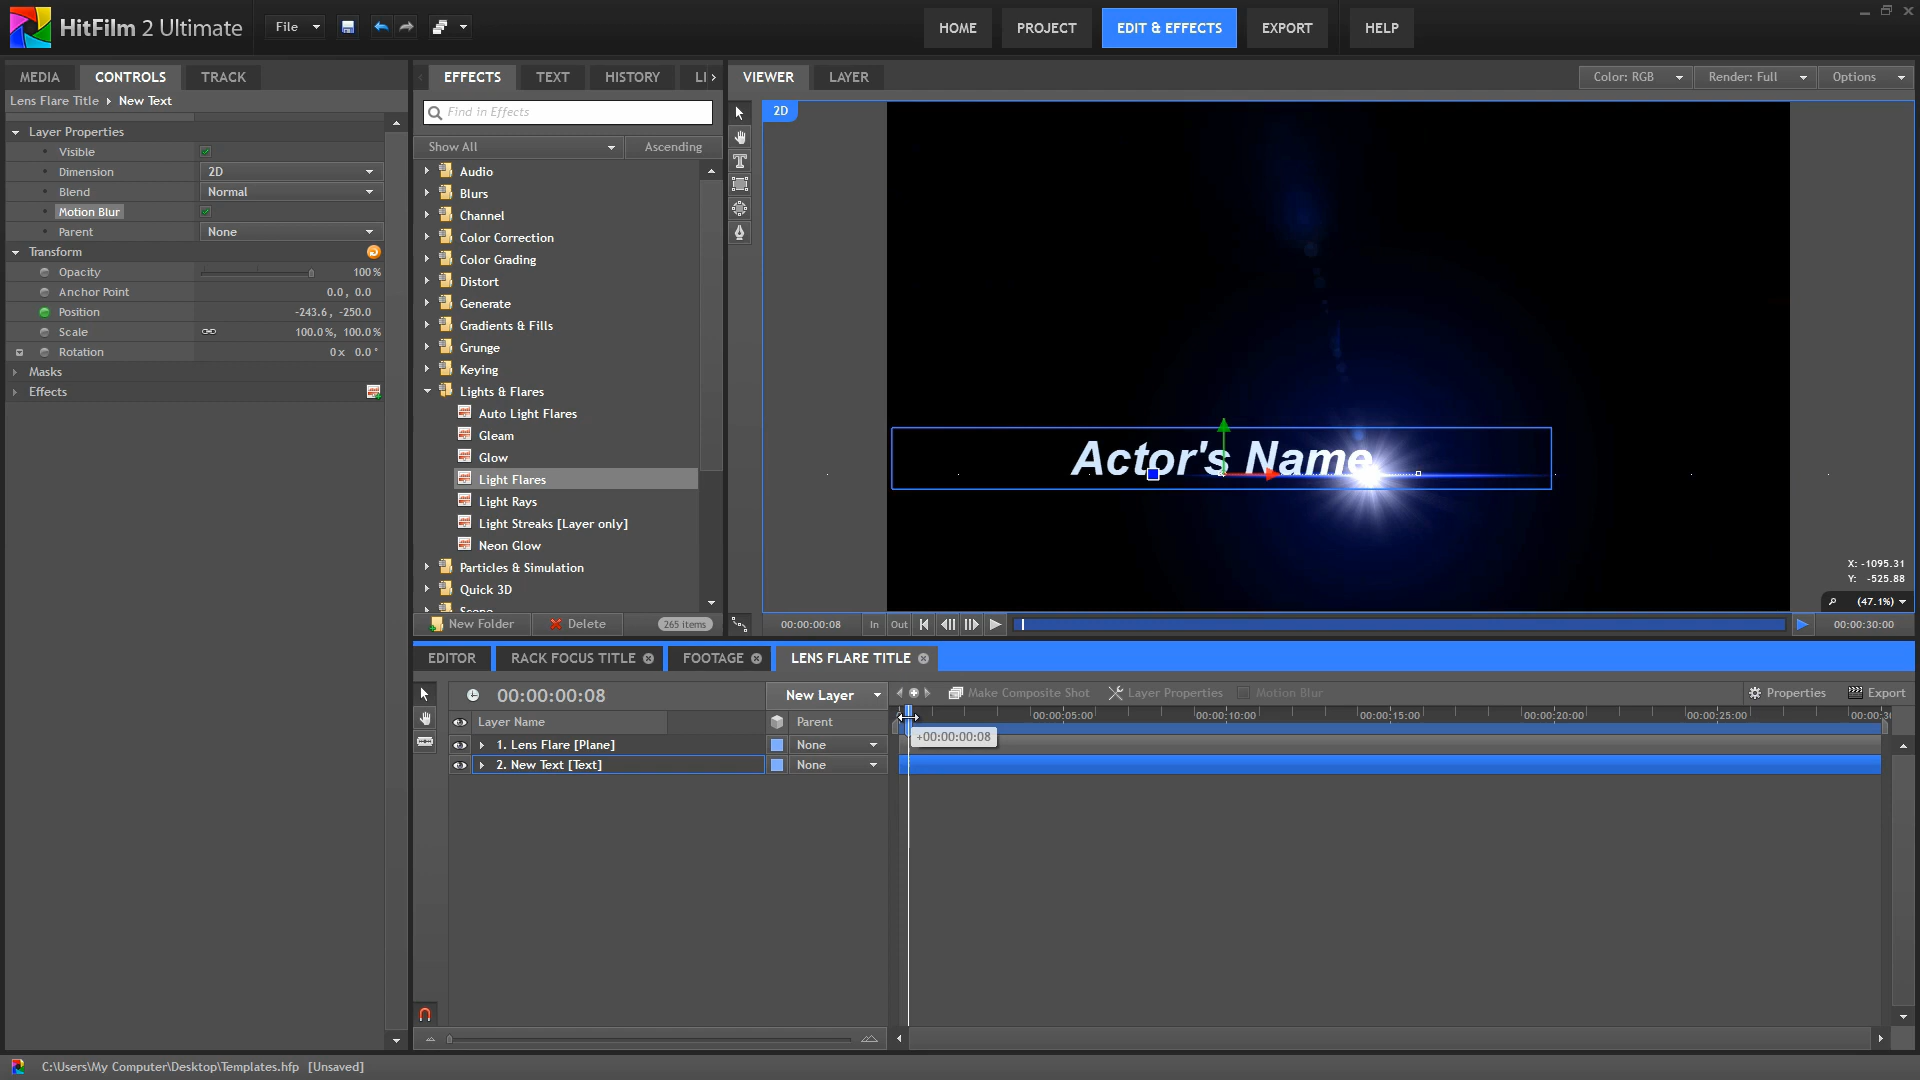 HitFilm 2 Ultimate File HOME PROJECT EDIT & EFFECTS EXPORT HELP
MEDIA CONTROLS TRACK EFFECTS TEXT HISTORY LI VIEWER LAYER Color: RGB Render: Full Options
Lens Flare Title New Text
Layer Properties
Visible
Dimension 2D
Blend Normal
Motion Blur
Parent None
Transform
Opacity 100%
Anchor Point 0.0, 0.0
Position -243.6, -250.0
Scale 100.0%, 100.0%
Rotation 0x 0.0°
Masks
Effects
Find in Effects
Show All Ascending
Audio
Blurs
Channel
Color Correction
Color Grading
Distort
Generate
Gradients & Fills
Grunge
Keying
Lights & Flares
Auto Light Flares
Gleam
Glow
Light Flares
Light Rays
Light Streaks [Layer only]
Neon Glow
Particles & Simulation
Quick 3D
Scene
New Folder Delete 265 items
2D
Actor's Name
X: -1095.31
Y: -525.88
(47.1%)
00:00:00:08 In Out 00:00:30:00
EDITOR RACK FOCUS TITLE FOOTAGE LENS FLARE TITLE
00:00:00:08 New Layer Make Composite Shot Layer Properties Motion Blur Properties Export
Layer Name Parent 00:00:05:00 00:00:10:00 00:00:15:00 00:00:20:00 00:00:25:00 00:00:30
+00:00:00:08
1. Lens Flare [Plane] None
2. New Text [Text] None
C:\Users\My Computer\Desktop\Templates.hfp [Unsaved]